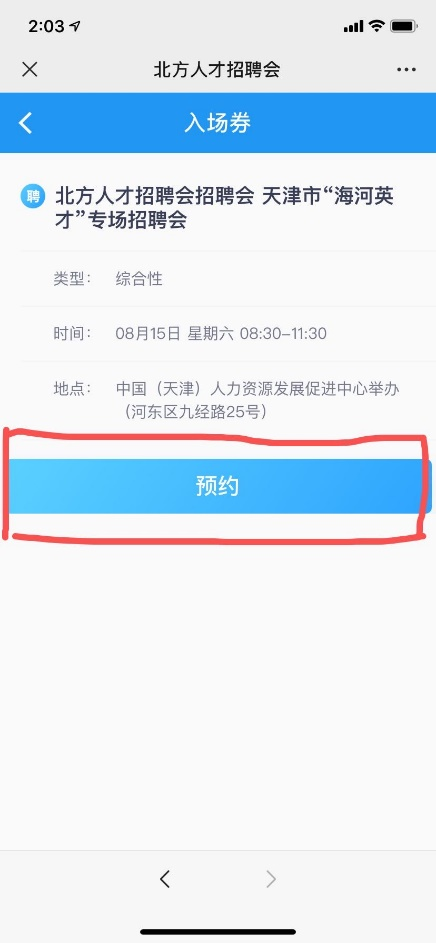 2:03
北方人才招聘会
入场券
聘 北方人才招聘会招聘会 天津市“海河英
才”专场招聘会
类型： 综合性
时间： 08月15日 星期六 08:30-11:30
地点： 中国（天津）人力资源发展促进中心举办
（河东区九经路25号）
预约